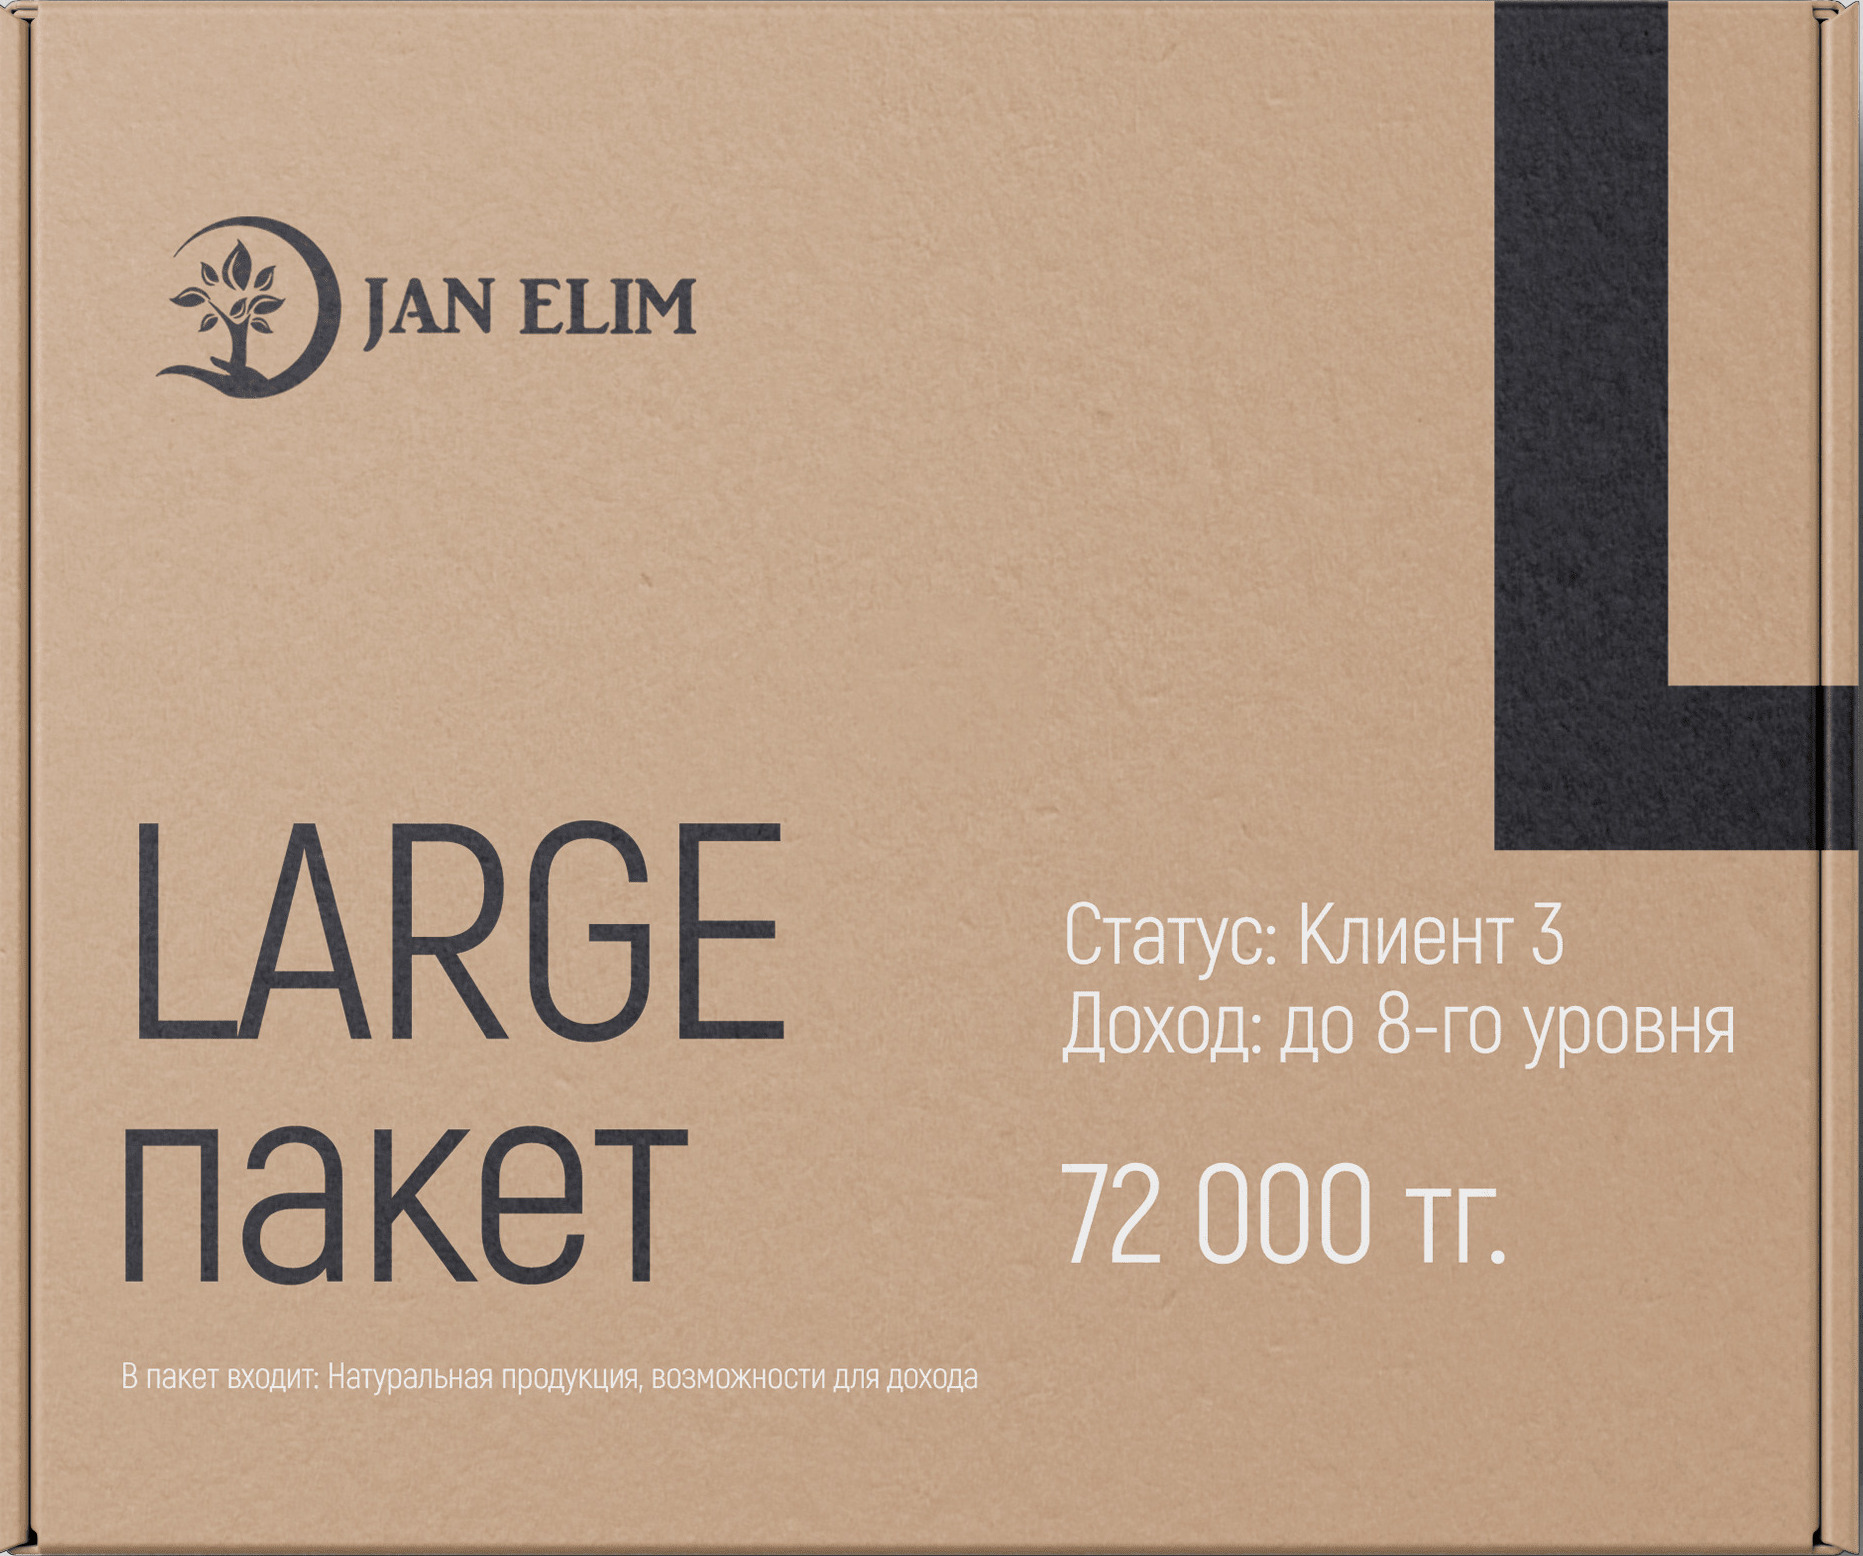 L
JAN ELIM
LARGE
пакет
Статус: Клиент 3
Доход: до 8-го уровня
72 000 тг.
В пакет входит: Натуральная продукция, возможности для дохода